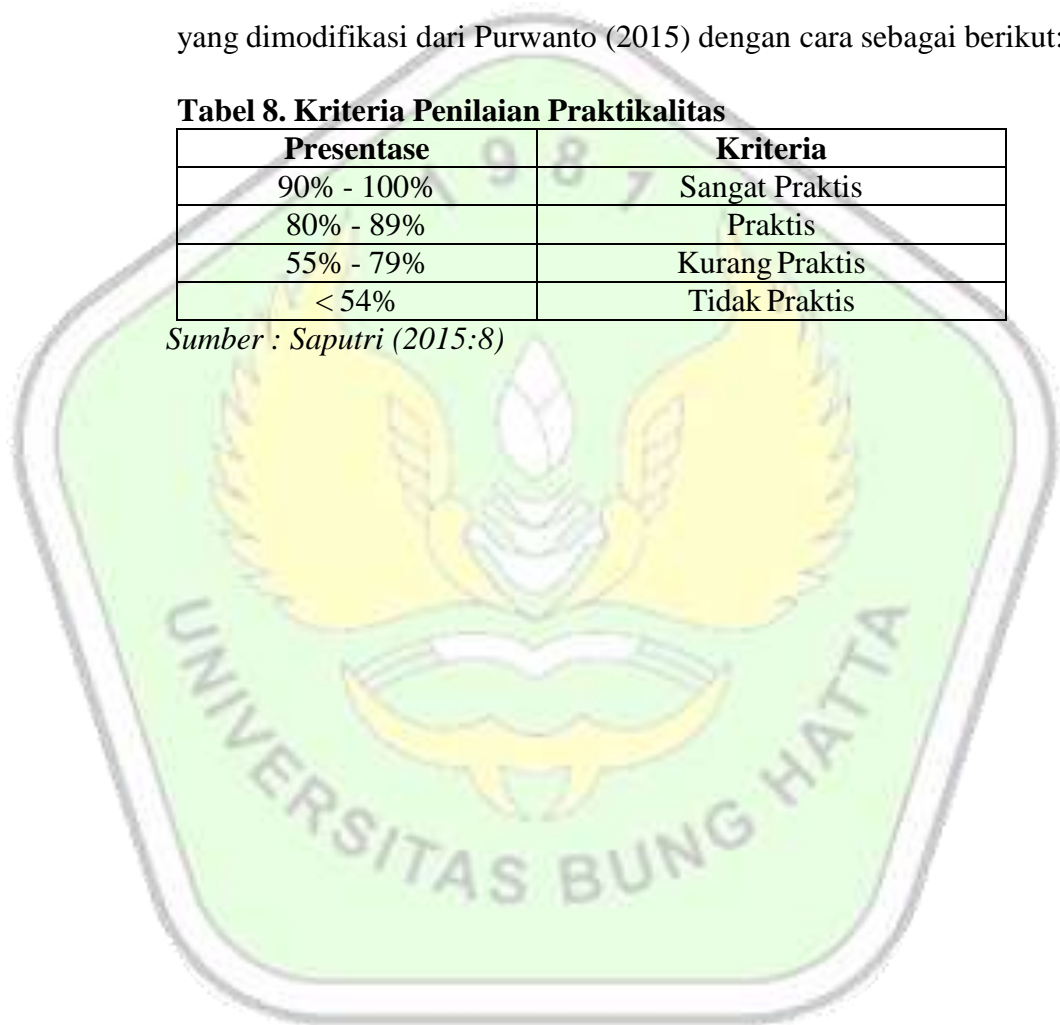 yang dimodifikasi dari Purwanto (2015) dengan cara sebagai berikut:
Tabel 8. Kriteria Penilaian Praktikalitas
Presentase Kriteria
90% - 100% Sangat Praktis
80% - 89% Praktis
55% - 79% Kurang Praktis
< 54% Tidak Praktis
Sumber : Saputri (2015:8)
1987
UNIVERSITAS BUNG HATTA